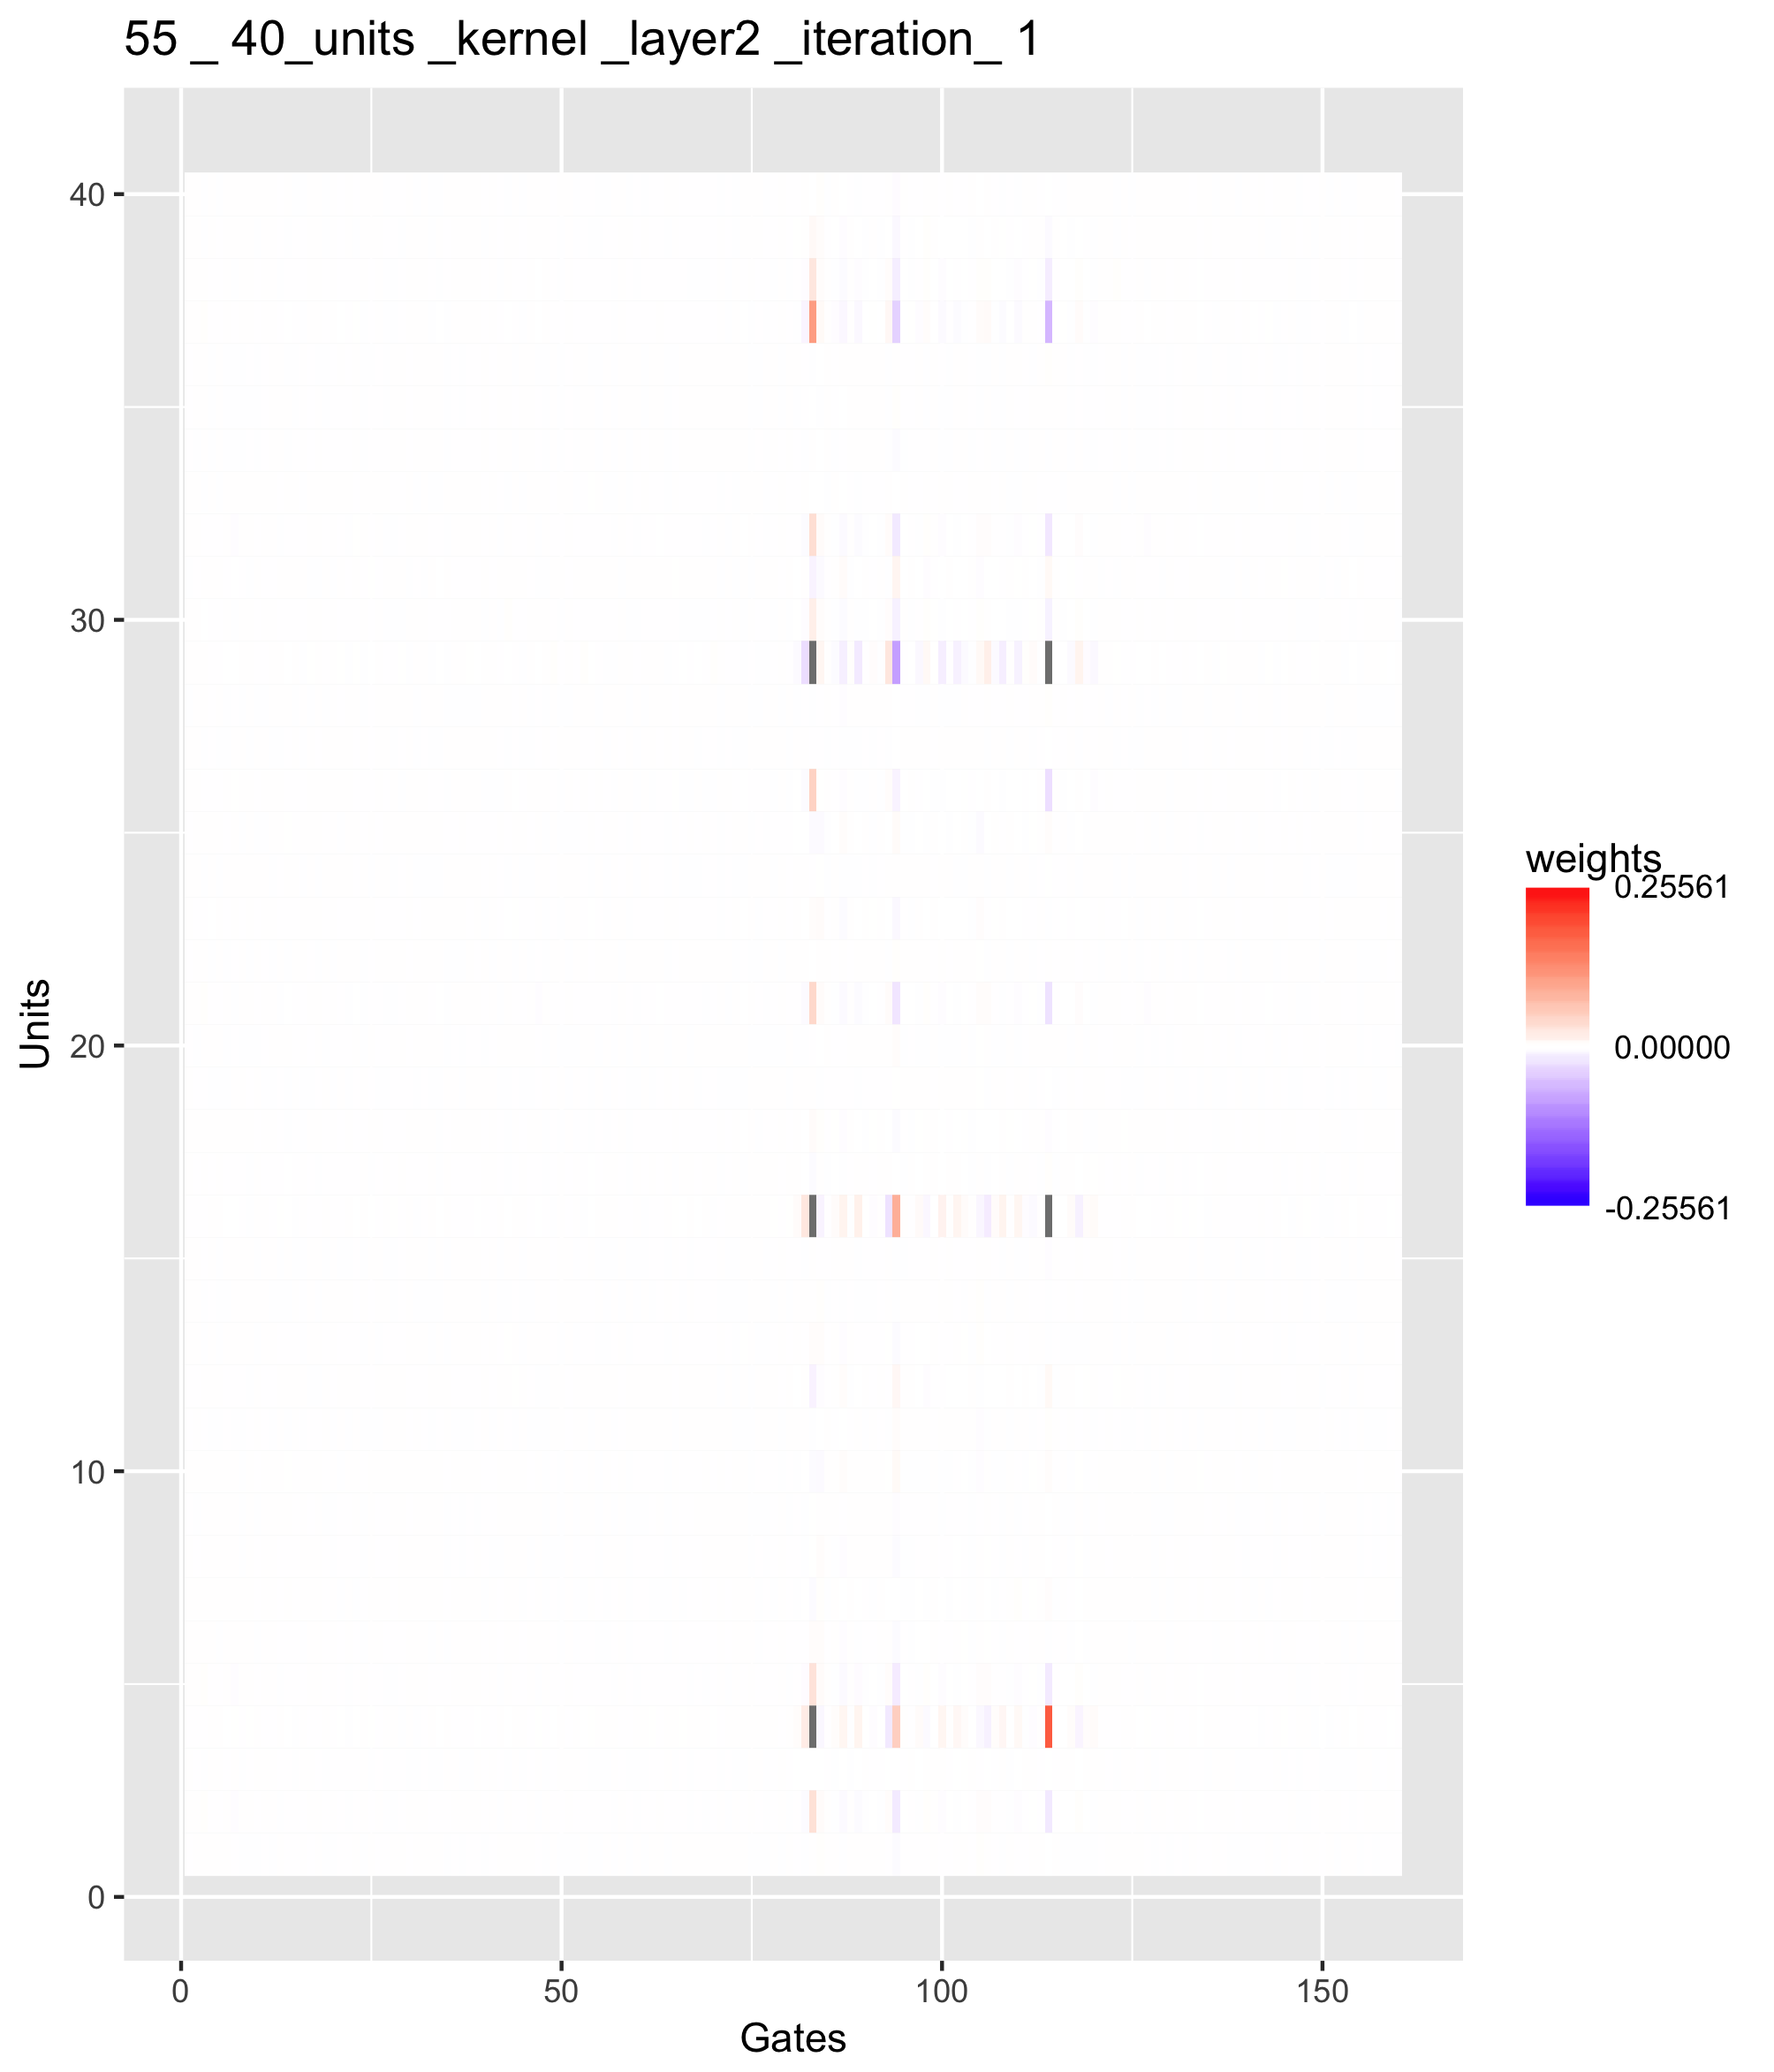 55 _ 40_units _kernel _layer2 _iteration_ 1
40
30
20
10
0
Units
0 50 100 150
Gates
weights
0.25561
0.00000
-0.25561